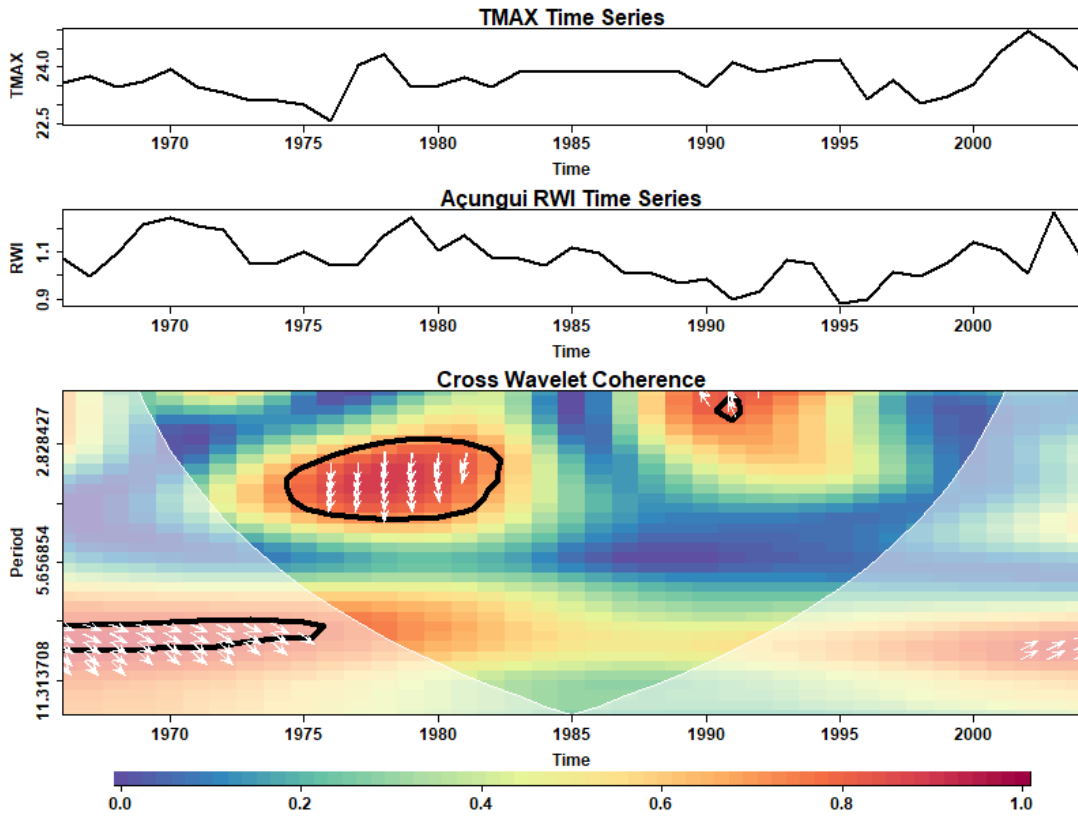 TMAX Time Series
TMAX
24.0
22.5
1970 1975 1980 1985 1990 1995 2000
Time
Açungui RWI Time Series
RWI
1.1
0.9
1970 1975 1980 1985 1990 1995 2000
Time
Cross Wavelet Coherence
Period
2.828427
5.656854
11.313708
1970 1975 1980 1985 1990 1995 2000
Time
0.0 0.2 0.4 0.6 0.8 1.0